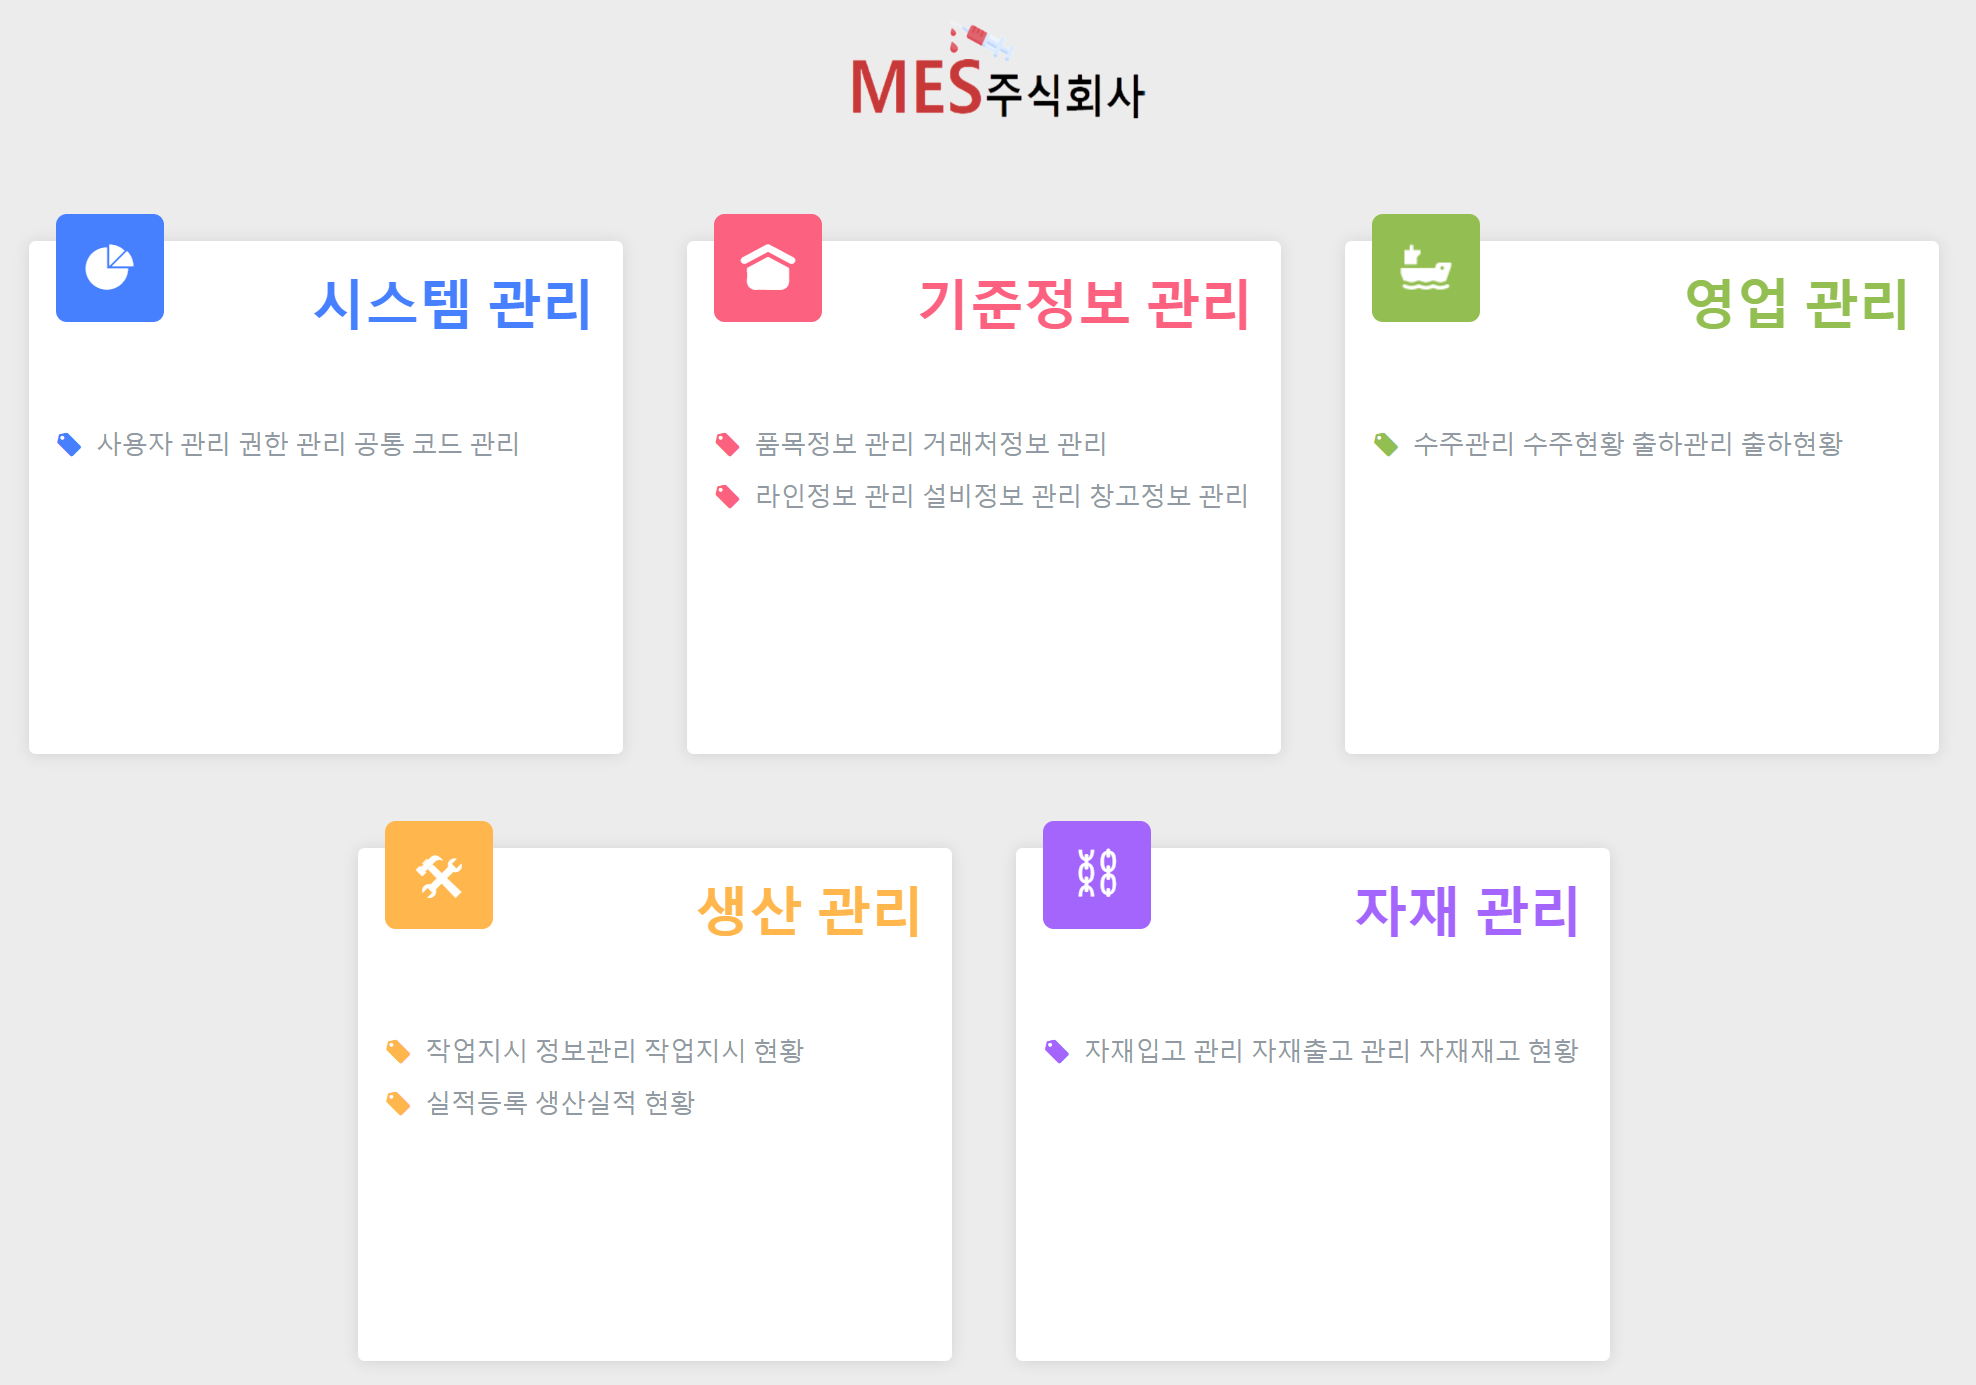 MES주식회사
시스템 관리
사용자 관리 권한 관리 공통 코드 관리
기준정보 관리
품목정보 관리 거래처정보 관리
라인정보 관리 설비정보 관리 창고정보 관리
영업 관리
수주관리 수주현황 출하관리 출하현황
생산 관리
작업지시 정보관리 작업지시 현황
실적등록 생산실적 현황
자재 관리
자재입고 관리 자재출고 관리 자재재고 현황